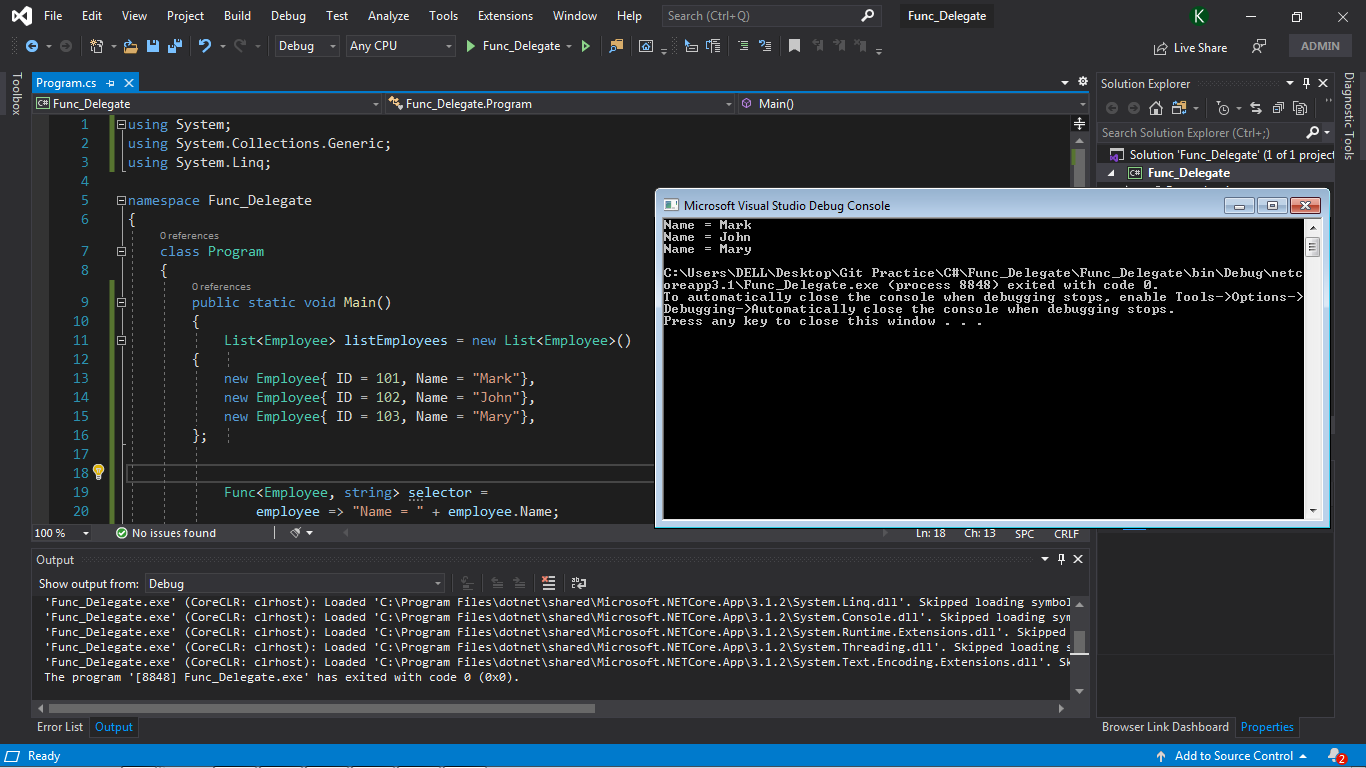 File Edit View Project Build Debug Test Analyze Tools Extensions Window Help Search (Ctrl+Q) Func_Delegate K
Debug Any CPU Func_Delegate Live Share ADMIN
Toolbox
Program.cs
Func_Delegate Func_Delegate.Program Main()
1 using System;
2 using System.Collections.Generic;
3 using System.Linq;
4
5 namespace Func_Delegate
6 {
0 references
7 class Program
8 {
0 references
9 public static void Main()
10 {
11 List<Employee> listEmployees = new List<Employee>()
12 {
13 new Employee{ ID = 101, Name = "Mark"},
14 new Employee{ ID = 102, Name = "John"},
15 new Employee{ ID = 103, Name = "Mary"},
16 };
17
18
19 Func<Employee, string> selector =
20 employee => "Name = " + employee.Name;
100 % No issues found Ln: 18 Ch: 13 SPC CRLF
Solution Explorer
Search Solution Explorer (Ctrl+;)
Solution 'Func_Delegate' (1 of 1 project
C# Func_Delegate
Diagnostic Tools
Microsoft Visual Studio Debug Console
Name = Mark
Name = John
Name = Mary
C:\Users\DELL\Desktop\Git Practice\C#\Func_Delegate\Func_Delegate\bin\Debug\netc
oreapp3.1\Func_Delegate.exe (process 8848) exited with code 0.
To automatically close the console when debugging stops, enable Tools->Options->
Debugging->Automatically close the console when debugging stops.
Press any key to close this window . . .
Output
Show output from: Debug
'Func_Delegate.exe' (CoreCLR: clrhost): Loaded 'C:\Program Files\dotnet\shared\Microsoft.NETCore.App\3.1.2\System.Linq.dll'. Skipped loading symbol
'Func_Delegate.exe' (CoreCLR: clrhost): Loaded 'C:\Program Files\dotnet\shared\Microsoft.NETCore.App\3.1.2\System.Console.dll'. Skipped loading sym
'Func_Delegate.exe' (CoreCLR: clrhost): Loaded 'C:\Program Files\dotnet\shared\Microsoft.NETCore.App\3.1.2\System.Runtime.Extensions.dll'. Skipped
'Func_Delegate.exe' (CoreCLR: clrhost): Loaded 'C:\Program Files\dotnet\shared\Microsoft.NETCore.App\3.1.2\System.Threading.dll'. Skipped loading s
'Func_Delegate.exe' (CoreCLR: clrhost): Loaded 'C:\Program Files\dotnet\shared\Microsoft.NETCore.App\3.1.2\System.Text.Encoding.Extensions.dll'. Sk
The program '[8848] Func_Delegate.exe' has exited with code 0 (0x0).
Error List Output
Browser Link Dashboard Properties
Ready Add to Source Control 2